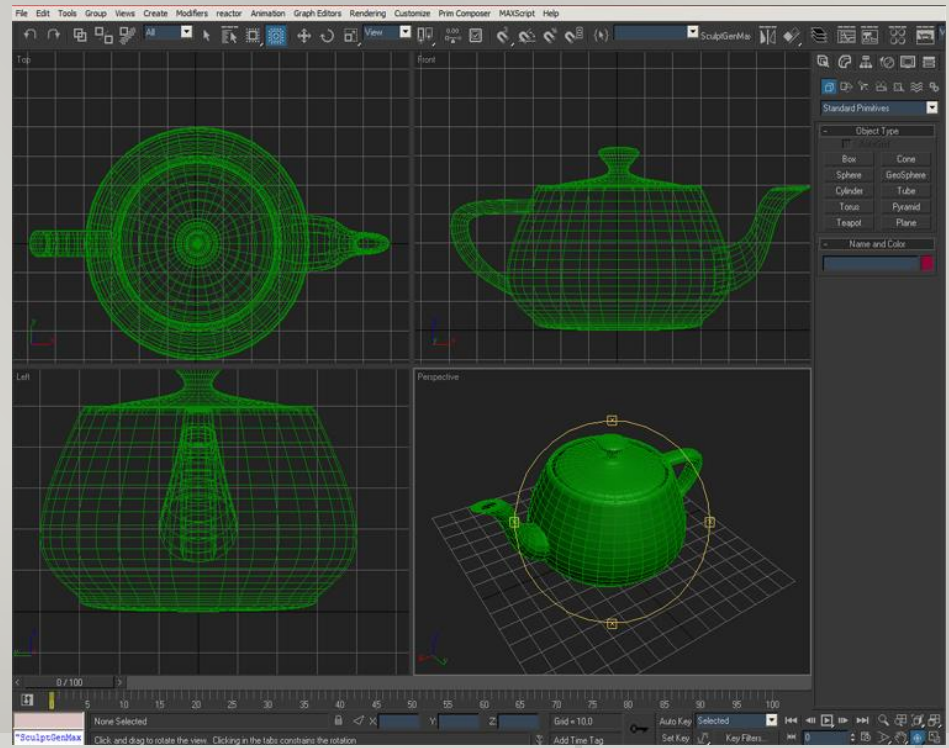 File Edit Tools Group Views Create Modifiers reactor Animation Graph Editors Rendering Customize Prim Composer MAXScript Help
All View SculptGenMax
Top
Front
Standard Primitives
- Object Type
AutoGrid
Box Cone
Sphere GeoSphere
Cylinder Tube
Torus Pyramid
Teapot Plane
- Name and Color
Left
Perspective
< 0 / 100 >
5 10 15 20 25 30 35 40 45 50 55 60 65 70 75 80 85 90 95 100
None Selected X Y Z Grid = 10,0 Auto Key Selected
"SculptGenMax Click and drag to rotate the view. Clicking in the tabs constrains the rotation Add Time Tag Set Key Key Filters... 0